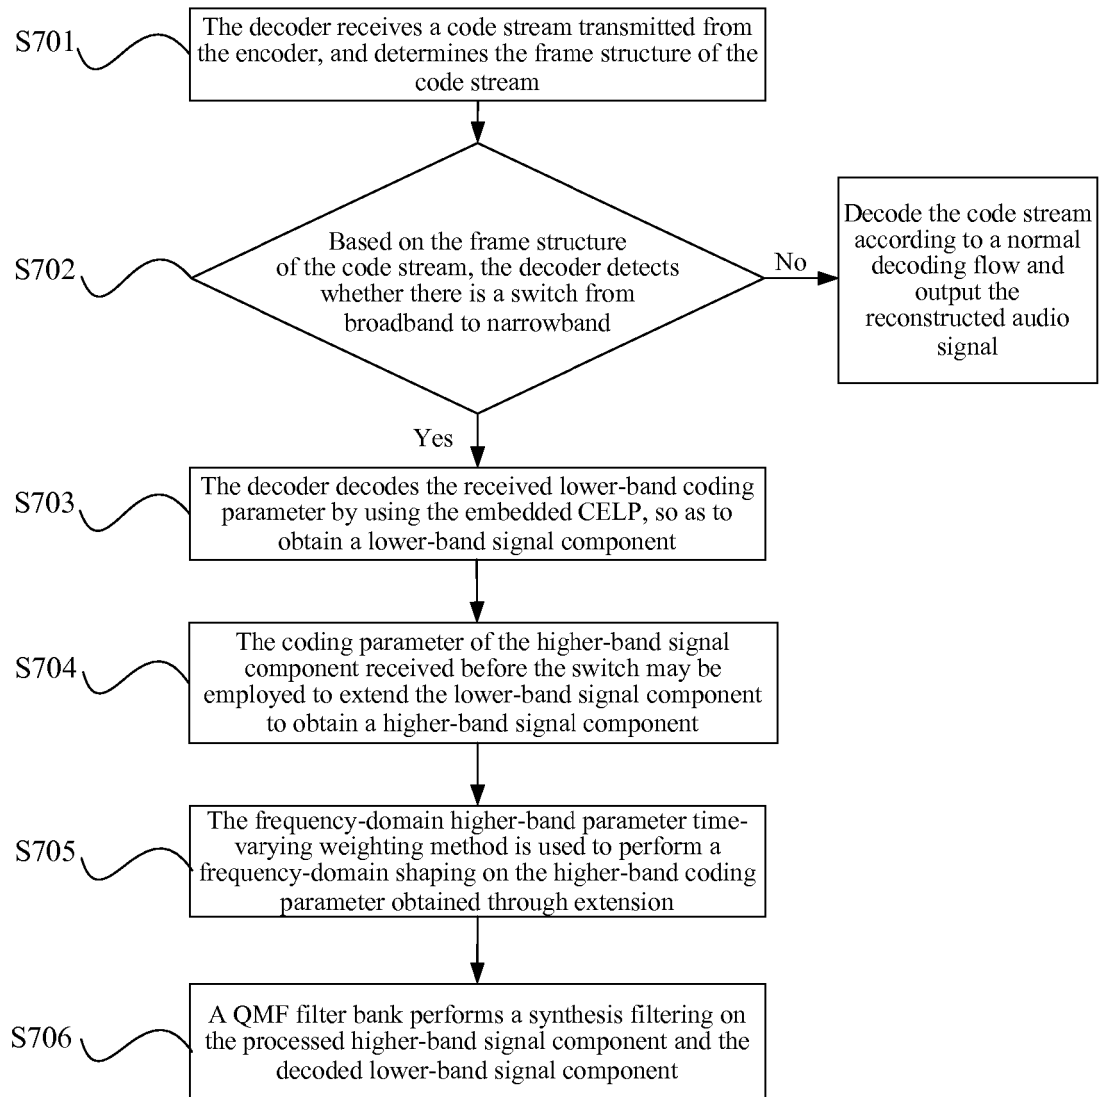 S701
The decoder receives a code stream transmitted from
the encoder, and determines the frame structure of the
code stream
S702
Based on the frame structure
of the code stream, the decoder detects
whether there is a switch from
broadband to narrowband
No
Decode the code stream
according to a normal
decoding flow and
output the
reconstructed audio
signal
Yes
S703
The decoder decodes the received lower-band coding
parameter by using the embedded CELP, so as to
obtain a lower-band signal component
S704
The coding parameter of the higher-band signal
component received before the switch may be
employed to extend the lower-band signal component
to obtain a higher-band signal component
S705
The frequency-domain higher-band parameter time-
varying weighting method is used to perform a
frequency-domain shaping on the higher-band coding
parameter obtained through extension
S706
A QMF filter bank performs a synthesis filtering on
the processed higher-band signal component and the
decoded lower-band signal component